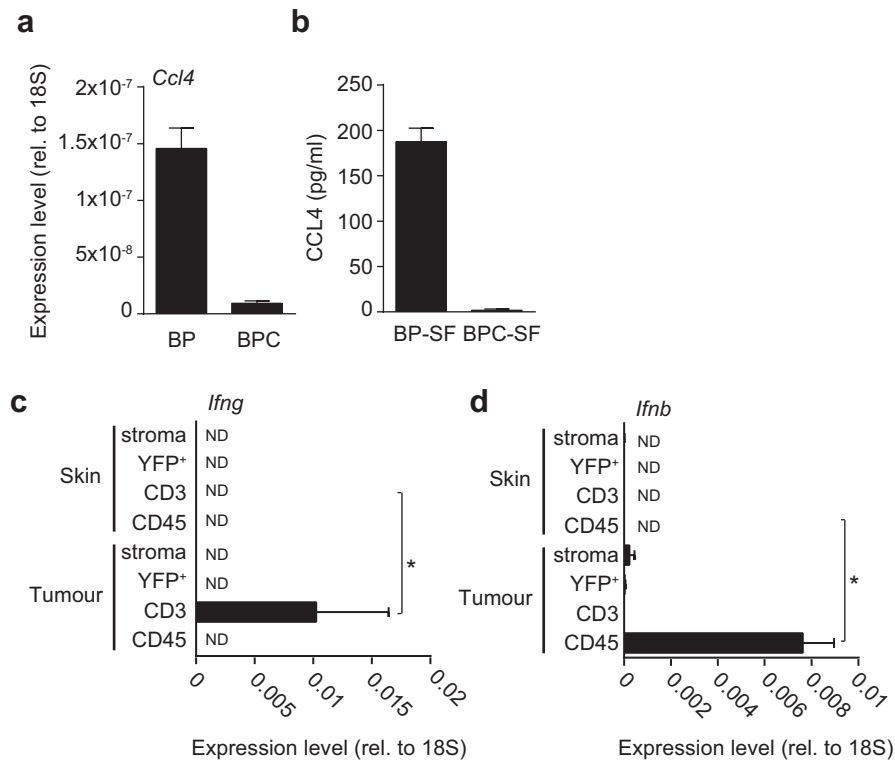 a
Ccl4
Expression level (rel. to 18S)
2x10⁻⁷
1.5x10⁻⁷
1x10⁻⁷
5x10⁻⁸
0
BP BPC
b
CCL4 (pg/ml)
250
200
150
100
50
0
BP-SF BPC-SF
c
Ifng
Skin
stroma ND
YFP⁺ ND
CD3 ND
CD45 ND
Tumour
stroma ND
YFP⁺ ND
CD3
CD45 ND
*
0 0.005 0.01 0.015 0.02
Expression level (rel. to 18S)
d
Ifnb
Skin
stroma ND
YFP⁺ ND
CD3 ND
CD45 ND
Tumour
stroma
YFP⁺
CD3
CD45
*
0 0.002 0.004 0.006 0.008 0.01
Expression level (rel. to 18S)